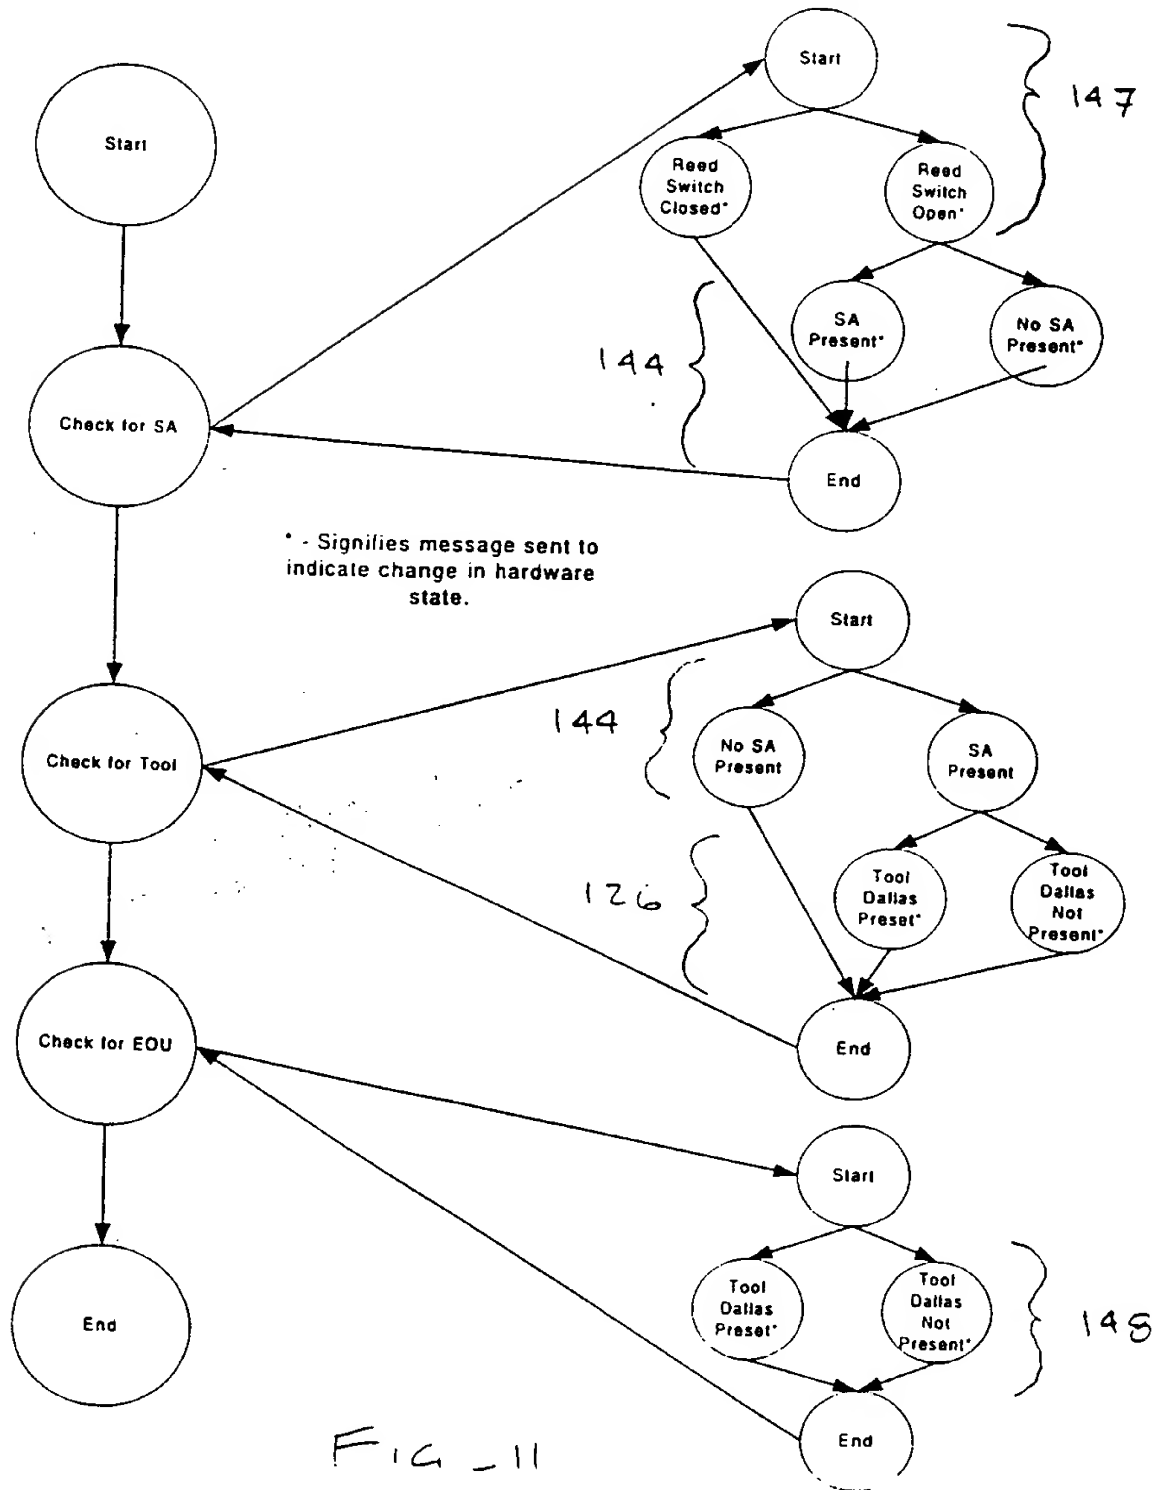 Start
Check for SA
Check for Tool
Check for EOU
End
* - Signifies message sent to
indicate change in hardware
state.
Start
Reed
Switch
Closed*
Reed
Switch
Open*
147
SA
Present*
No SA
Present*
144
End
Start
144
No SA
Present
SA
Present
126
Tool
Dallas
Preset*
Tool
Dallas
Not
Present*
End
Start
Tool
Dallas
Preset*
Tool
Dallas
Not
Present*
148
End
FIG_11